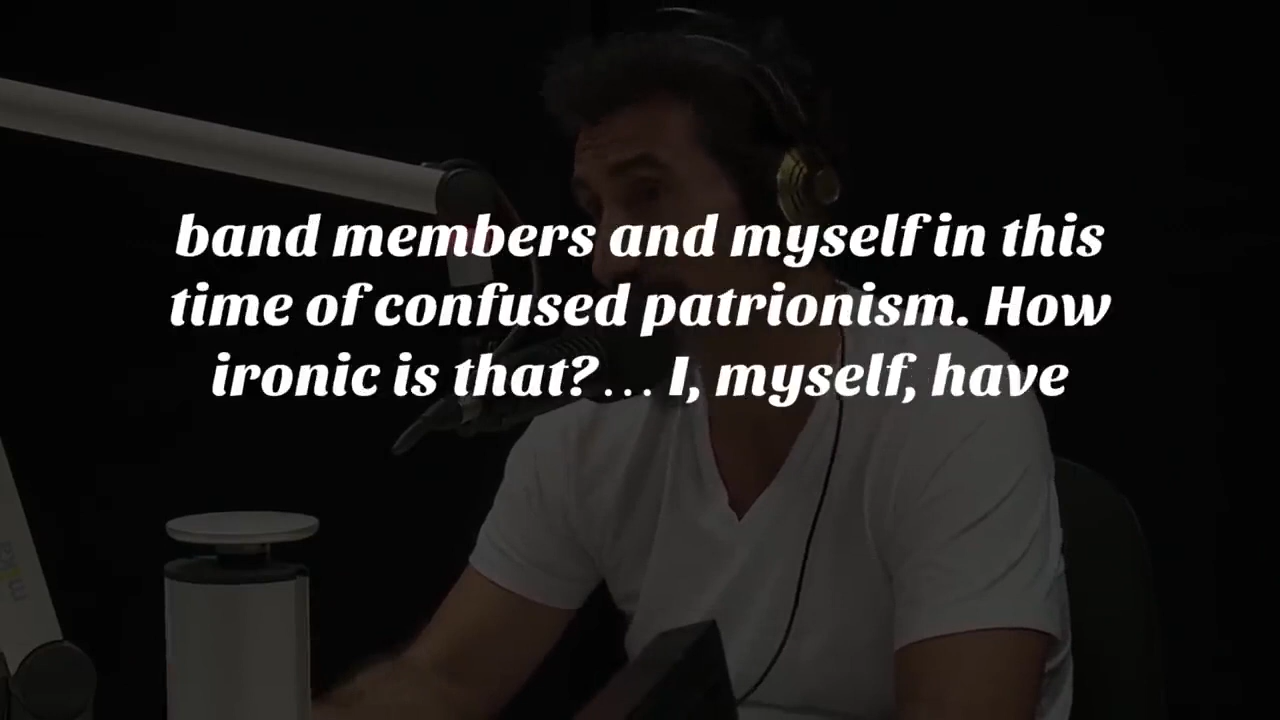 band members and myself in this
time of confused patrionism. How
ironic is that?... I, myself, have